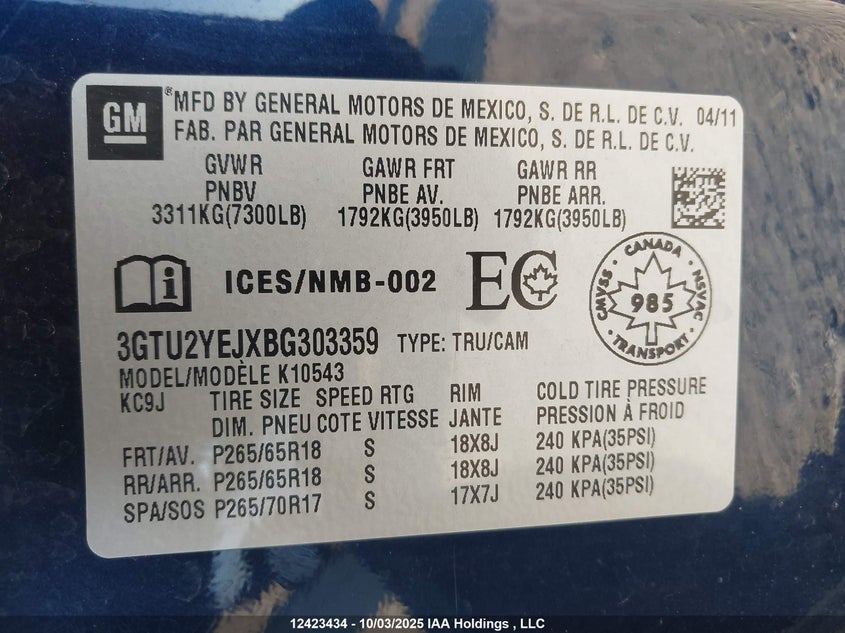 GM
®MFD BY GENERAL MOTORS DE MEXICO, S. DE R.L. DE C.V. 04/11
FAB. PAR GENERAL MOTORS DE MEXICO, S. DE R.L. DE C.V.
GVWR GAWR FRT GAWR RR
PNBV PNBE AV. PNBE ARR.
3311KG(7300LB) 1792KG(3950LB) 1792KG(3950LB)
i ICES/NMB-002 EC
CANADA
CMVSS 985 NSVAC
TRANSPORT
3GTU2YEJXBG303359 TYPE: TRU/CAM
MODEL/MODÈLE K10543
KC9J TIRE SIZE SPEED RTG RIM COLD TIRE PRESSURE
DIM. PNEU COTE VITESSE JANTE PRESSION À FROID
FRT/AV. P265/65R18 S 18X8J 240 KPA(35PSI)
RR/ARR. P265/65R18 S 18X8J 240 KPA(35PSI)
SPA/SOS P265/70R17 S 17X7J 240 KPA(35PSI)
12423434 - 10/03/2025 IAA Holdings , LLC